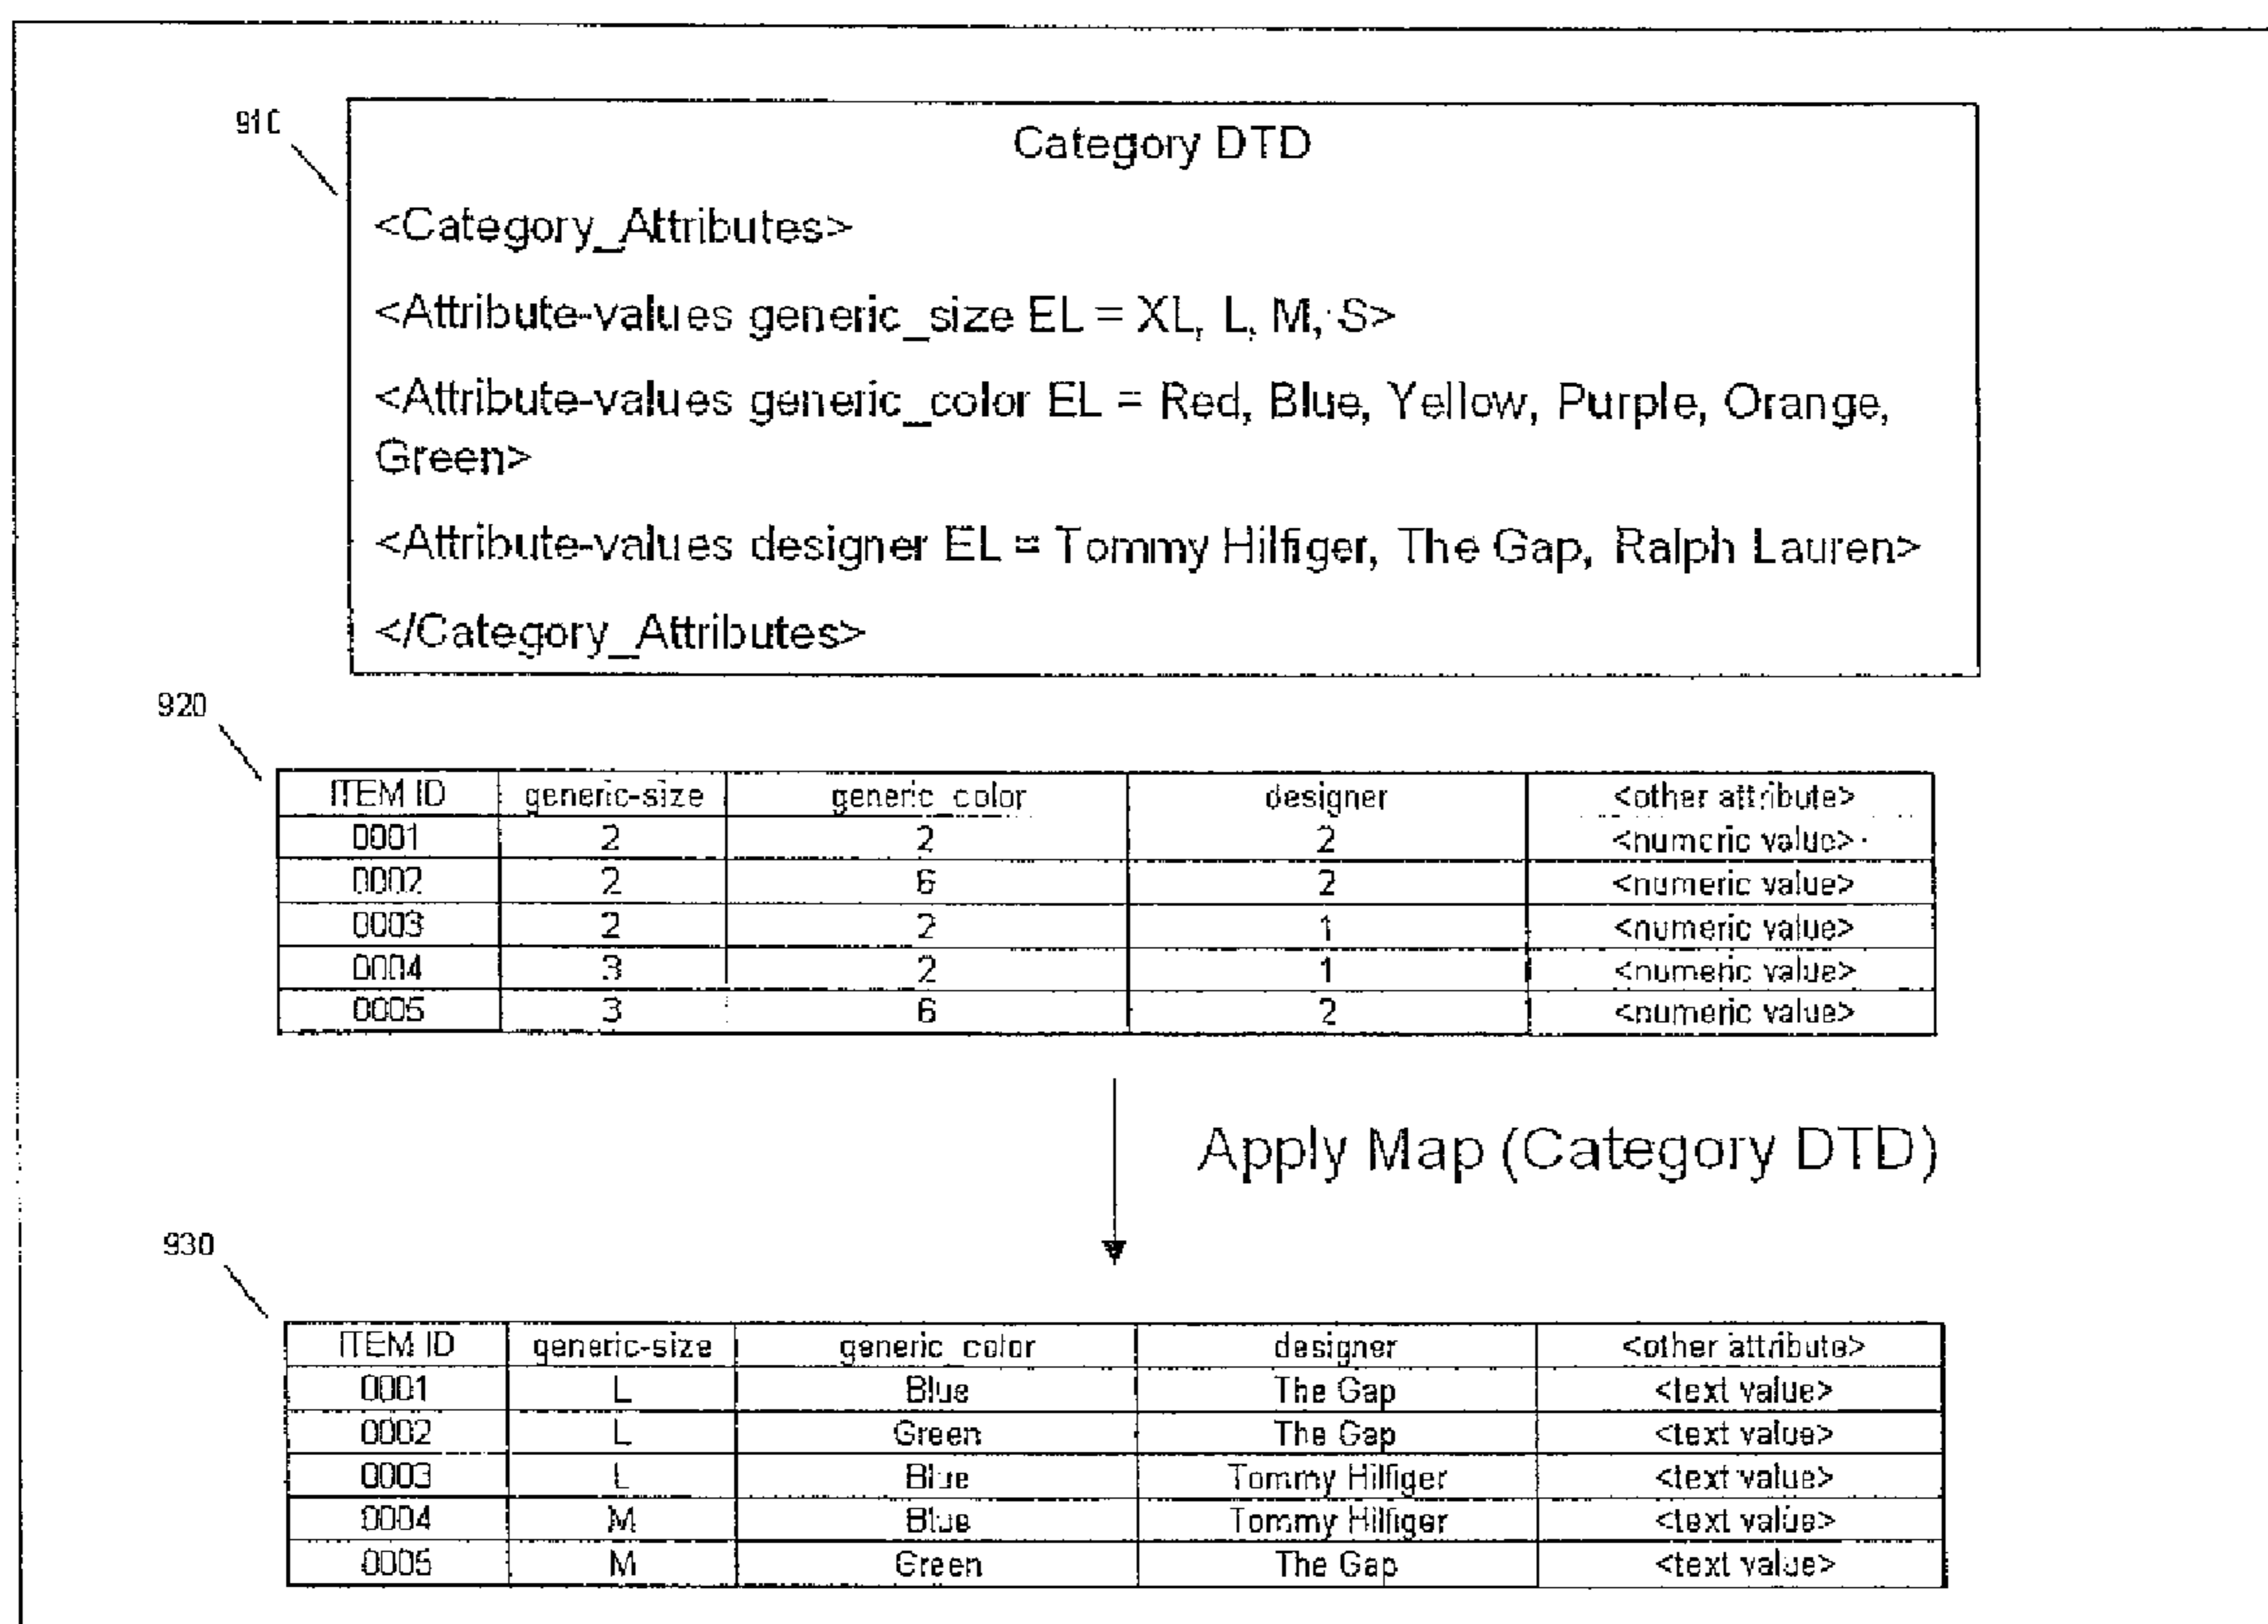 910
Category DTD
<Category_Attributes>
<Attribute-values generic_size EL = XL, L, M, S>
<Attribute-values generic_color EL = Red, Blue, Yellow, Purple, Orange,
Green>
<Attribute-values designer EL = Tommy Hilfiger, The Gap, Ralph Lauren>
</Category_Attributes>
920
ITEM ID generic-size generic_color designer <other attribute>
0001 2 2 2 <numeric value>
0002 2 6 2 <numeric value>
0003 2 2 1 <numeric value>
0004 3 2 1 <numeric value>
0005 3 6 2 <numeric value>
Apply Map (Category DTD)
930
ITEM ID generic-size generic_color designer <other attribute>
0001 L Blue The Gap <text value>
0002 L Green The Gap <text value>
0003 L Blue Tommy Hilfiger <text value>
0004 M Blue Tommy Hilfiger <text value>
0005 M Green The Gap <text value>